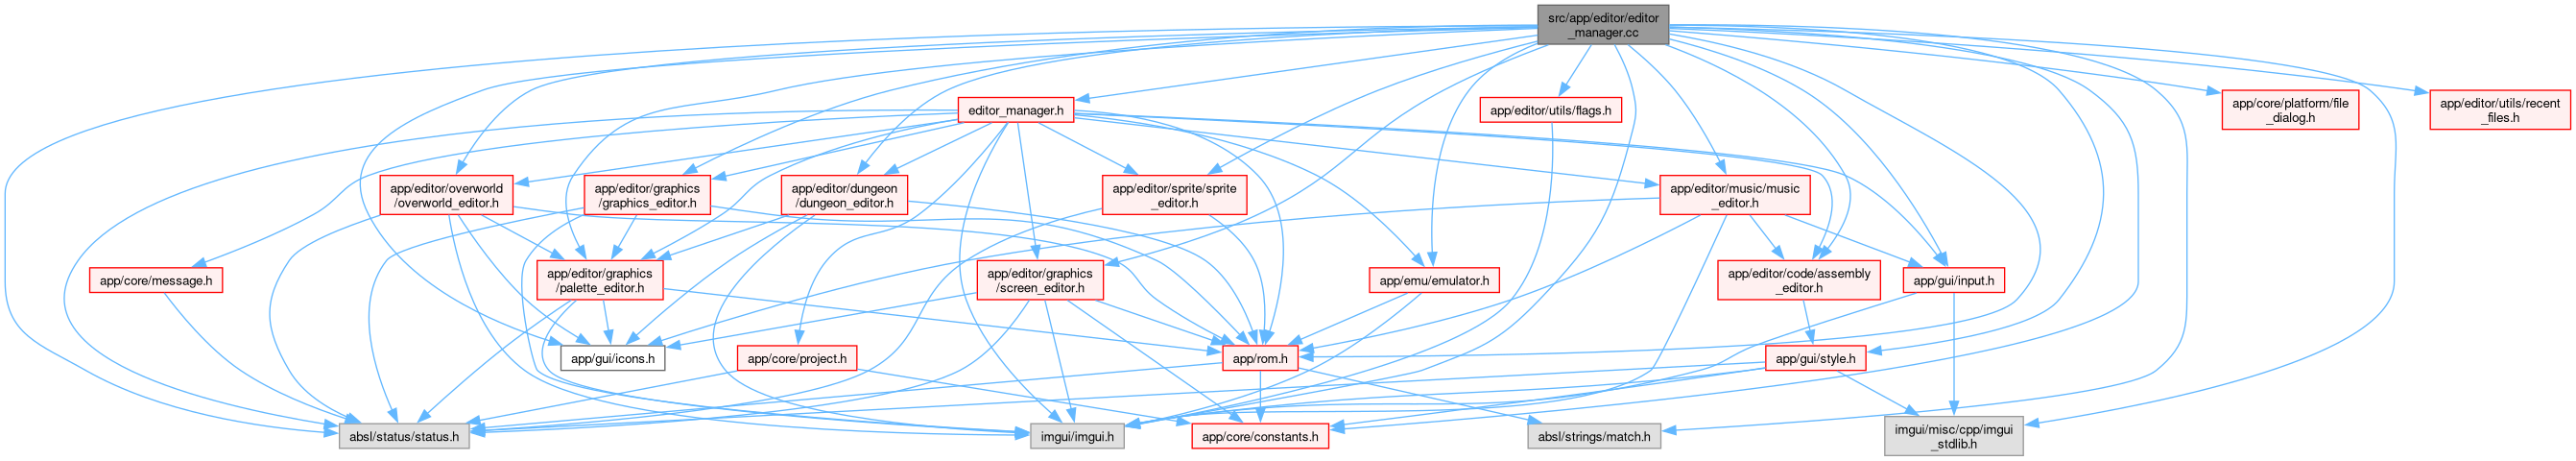 src/app/editor/editor
_manager.cc
editor_manager.h
app/editor/utils/flags.h
app/core/platform/file
_dialog.h
app/editor/utils/recent
_files.h
app/editor/overworld
/overworld_editor.h
app/editor/graphics
/graphics_editor.h
app/editor/dungeon
/dungeon_editor.h
app/editor/sprite/sprite
_editor.h
app/editor/music/music
_editor.h
app/core/message.h
app/editor/graphics
/palette_editor.h
app/editor/graphics
/screen_editor.h
app/emu/emulator.h
app/editor/code/assembly
_editor.h
app/gui/input.h
app/gui/icons.h
app/core/project.h
app/rom.h
app/gui/style.h
absl/status/status.h
imgui/imgui.h
app/core/constants.h
absl/strings/match.h
imgui/misc/cpp/imgui
_stdlib.h